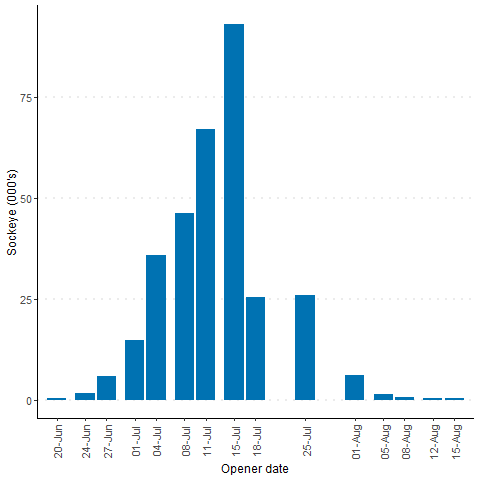 Sockeye (000's)
75
50
25
0
20-Jun
24-Jun
27-Jun
01-Jul
04-Jul
08-Jul
11-Jul
15-Jul
18-Jul
25-Jul
01-Aug
05-Aug
08-Aug
12-Aug
15-Aug
Opener date